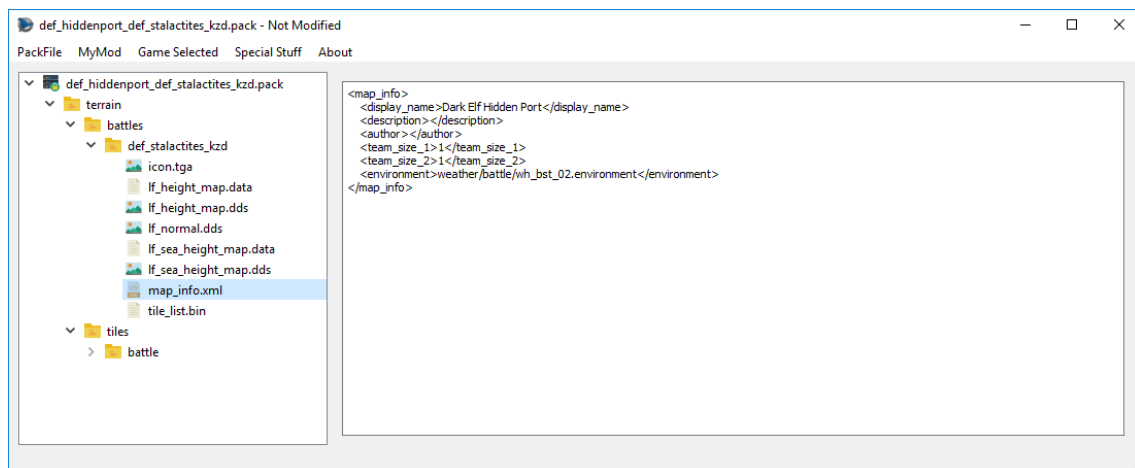 def_hiddenport_def_stalactites_kzd.pack - Not Modified
PackFile MyMod Game Selected Special Stuff About
def_hiddenport_def_stalactites_kzd.pack
terrain
battles
def_stalactites_kzd
icon.tga
lf_height_map.data
lf_height_map.dds
lf_normal.dds
lf_sea_height_map.data
lf_sea_height_map.dds
map_info.xml
tile_list.bin
tiles
battle
<map_info>
<display_name>Dark Elf Hidden Port</display_name>
<description></description>
<author></author>
<team_size_1>1</team_size_1>
<team_size_2>1</team_size_2>
<environment>weather/battle/wh_bst_02.environment</environment>
</map_info>